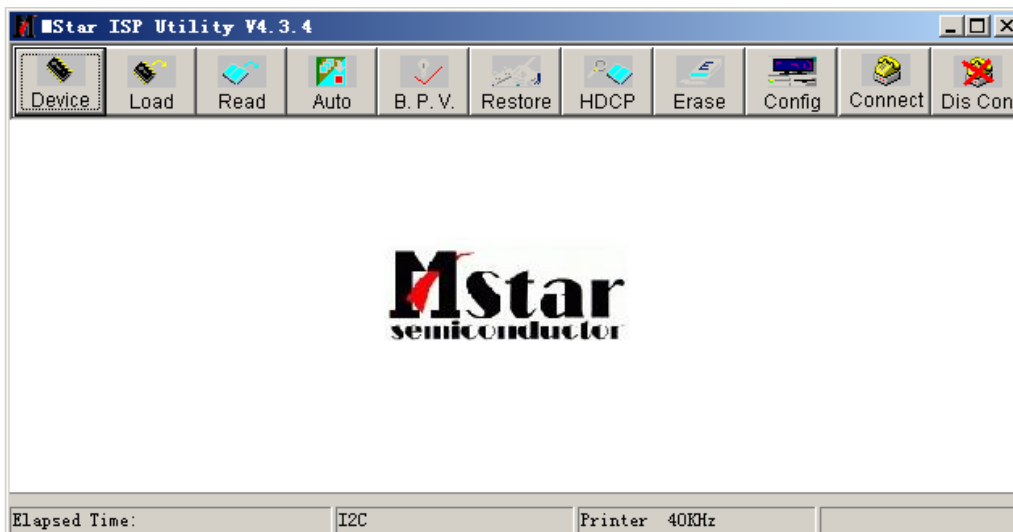 MStar ISP Utility V4.3.4
Device Load Read Auto B.P.V. Restore HDCP Erase Config Connect Dis Con
MStar
semiconductor
Elapsed Time: I2C Printer 40KHz